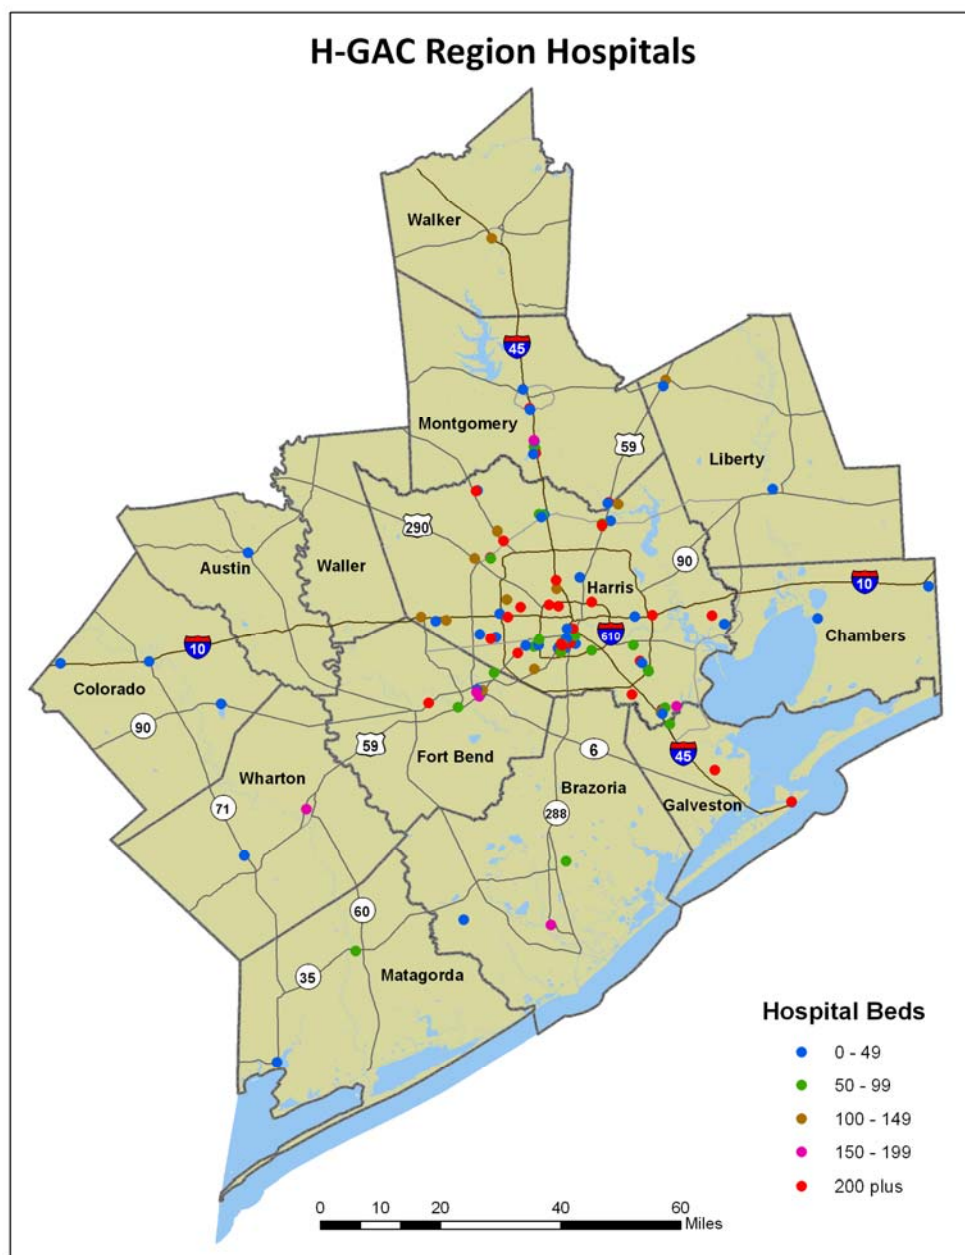 H-GAC Region Hospitals
Walker
45
Montgomery
59
Liberty
290
Austin
Waller
Harris
90
10
610
Chambers
10
Colorado
90
59
Fort Bend
6
45
Wharton
Brazoria
Galveston
71
288
60
35
Matagorda
Hospital Beds
0 - 49
50 - 99
100 - 149
150 - 199
200 plus
0 10 20 40 60
Miles